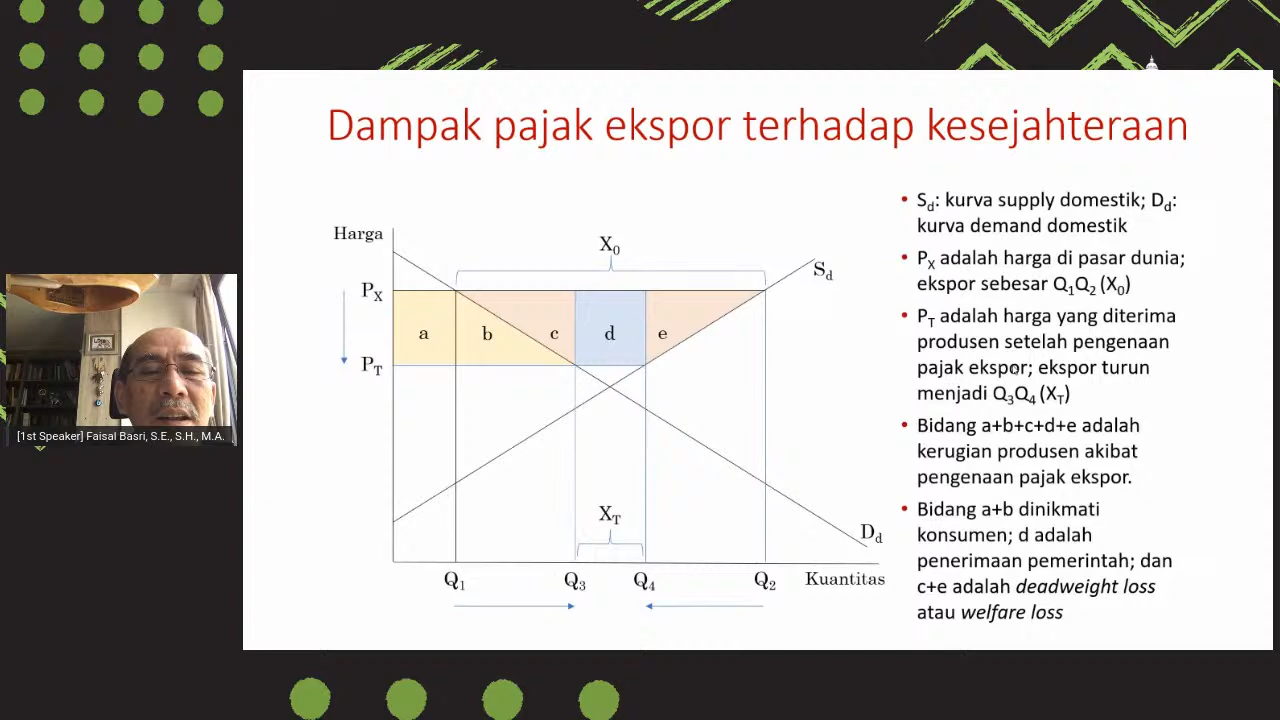 Dampak pajak ekspor terhadap kesejahteraan
Harga
X0
Sd
PX
a
b
c
d
e
PT
XT
Dd
Q1
Q3
Q4
Q2
Kuantitas
• Sd: kurva supply domestik; Dd:
kurva demand domestik
• PX adalah harga di pasar dunia;
ekspor sebesar Q1Q2 (X0)
• PT adalah harga yang diterima
produsen setelah pengenaan
pajak ekspor; ekspor turun
menjadi Q3Q4 (XT)
• Bidang a+b+c+d+e adalah
kerugian produsen akibat
pengenaan pajak ekspor.
• Bidang a+b dinikmati
konsumen; d adalah
penerimaan pemerintah; dan
c+e adalah deadweight loss
atau welfare loss
[1st Speaker] Faisal Basri, S.E., S.H., M.A.